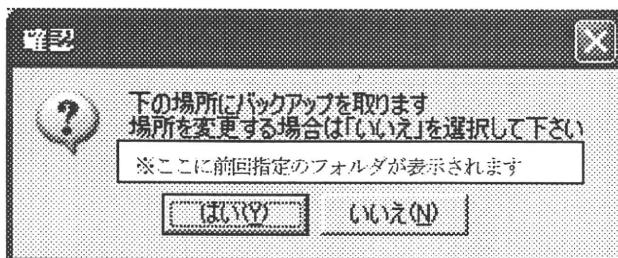 確認
下の場所にバックアップを取ります
場所を変更する場合は「いいえ」を選択して下さい
※ここに前回指定のフォルダが表示されます
はい(Y) いいえ(N)